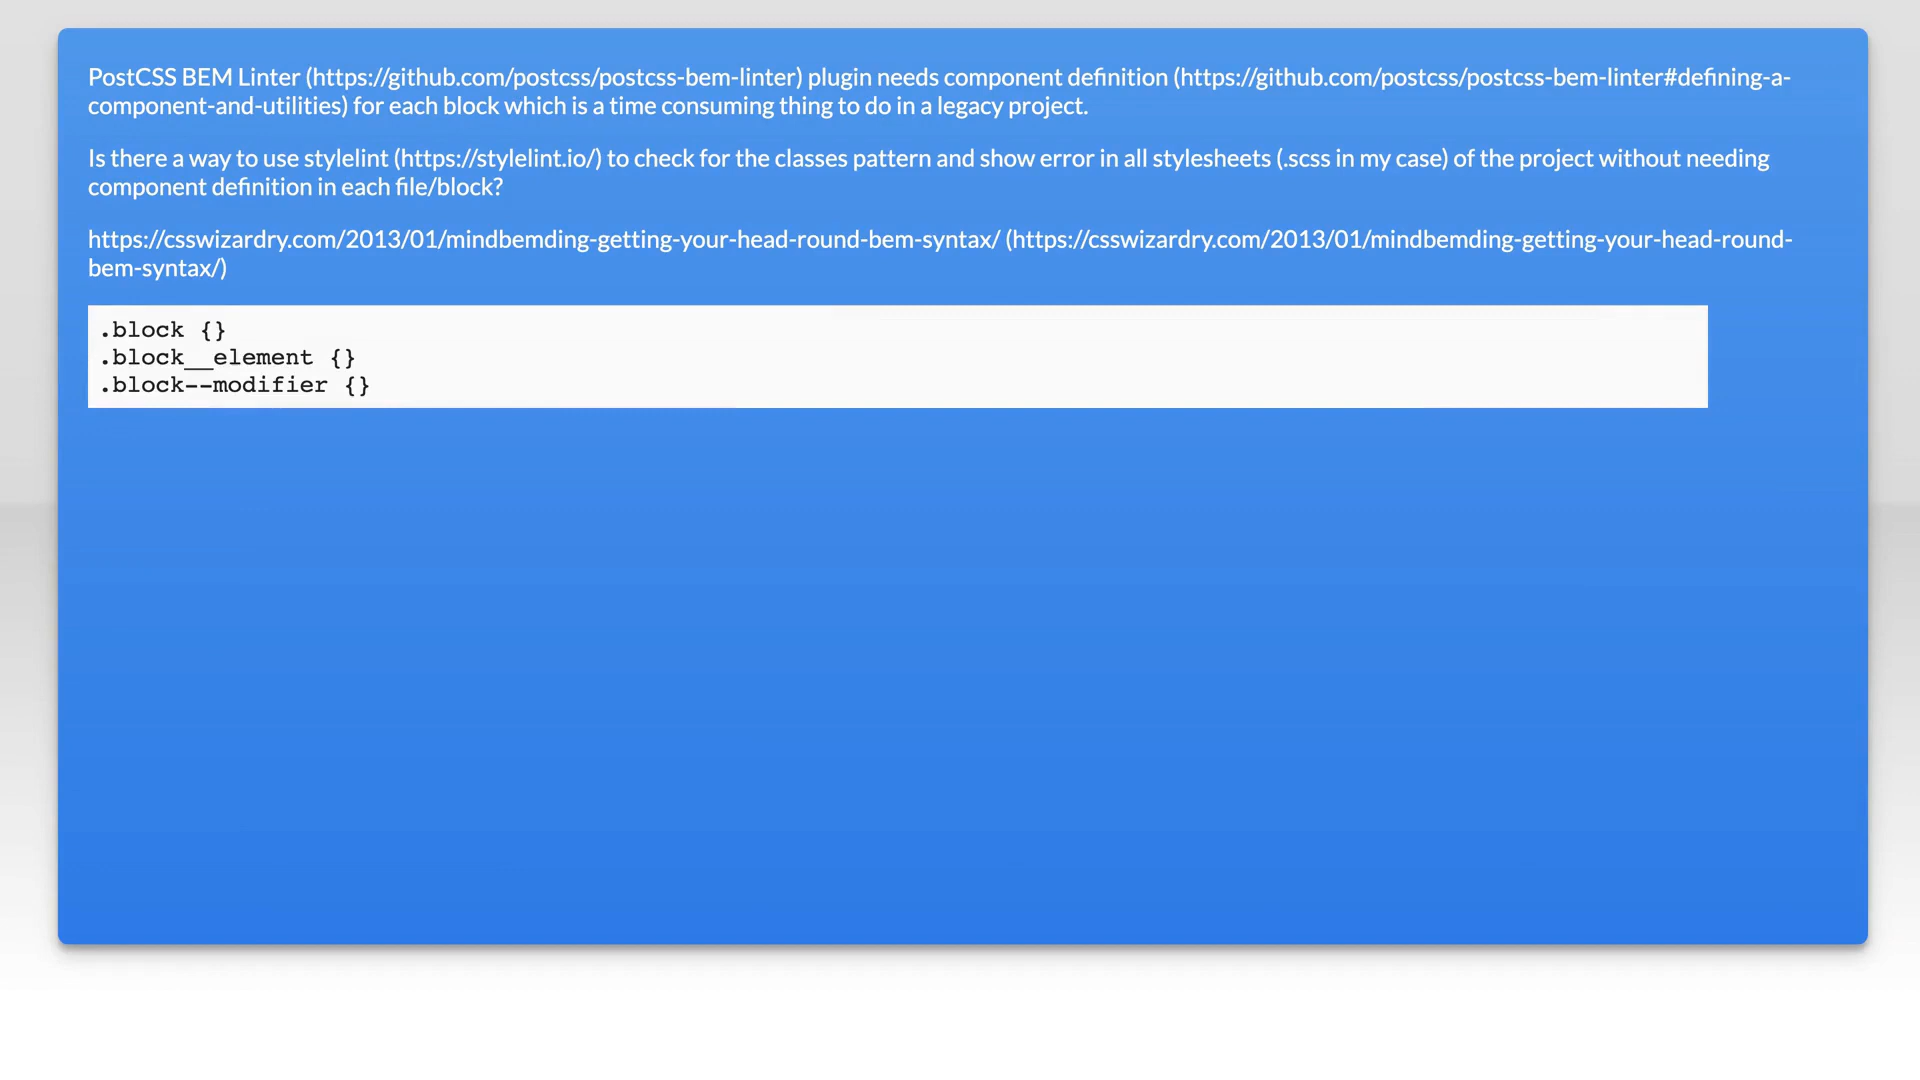 PostCSS BEM Linter (https://github.com/postcss/postcss-bem-linter) plugin needs component definition (https://github.com/postcss/postcss-bem-linter#defining-a-
component-and-utilities) for each block which is a time consuming thing to do in a legacy project.
Is there a way to use stylelint (https://stylelint.io/) to check for the classes pattern and show error in all stylesheets (.scss in my case) of the project without needing
component definition in each file/block?
https://csswizardry.com/2013/01/mindbemding-getting-your-head-round-bem-syntax/ (https://csswizardry.com/2013/01/mindbemding-getting-your-head-round-
bem-syntax/)
.block {}
.block__element {}
.block--modifier {}